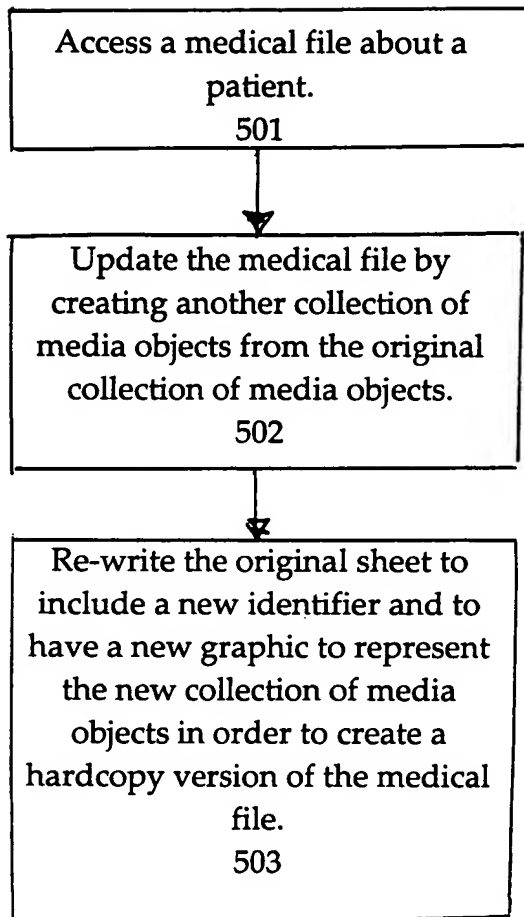 Access a medical file about a
patient.
501
Update the medical file by
creating another collection of
media objects from the original
collection of media objects.
502
Re-write the original sheet to
include a new identifier and to
have a new graphic to represent
the new collection of media
objects in order to create a
hardcopy version of the medical
file.
503